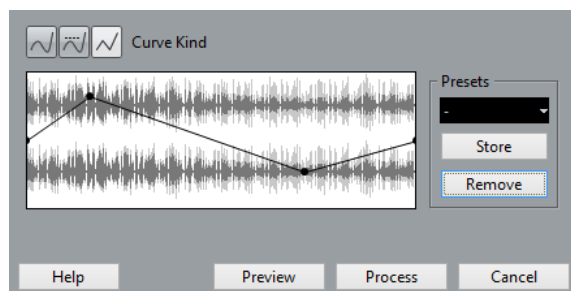 Curve Kind
Presets
-
Store
Remove
Help
Preview
Process
Cancel